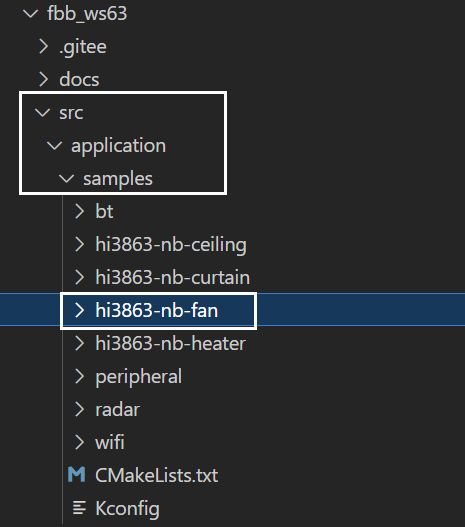 fbb_ws63
.gitee
docs
src
application
samples
bt
hi3863-nb-ceiling
hi3863-nb-curtain
hi3863-nb-fan
hi3863-nb-heater
peripheral
radar
wifi
CMakeLists.txt
Kconfig